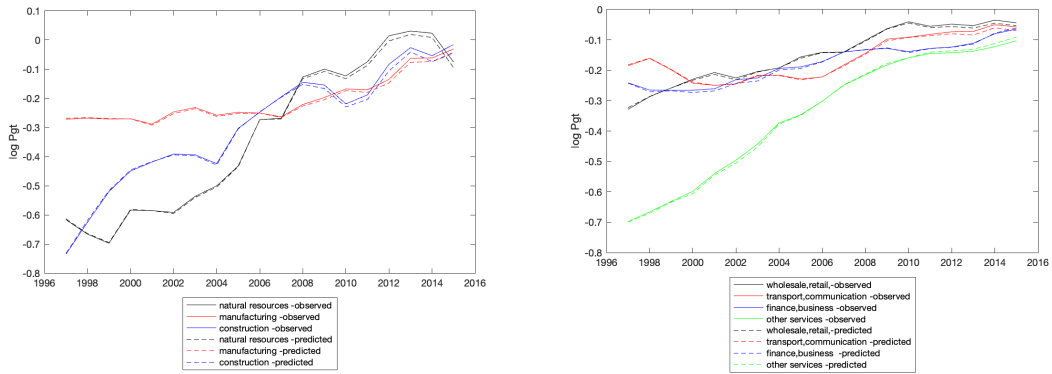 0.1
0
-0.1
-0.2
-0.3
-0.4
-0.5
-0.6
-0.7
-0.8
log Pgt
1996 1998 2000 2002 2004 2006 2008 2010 2012 2014 2016
natural resources -observed
manufacturing -observed
construction -observed
natural resources -predicted
manufacturing -predicted
construction -predicted
0
-0.1
-0.2
-0.3
-0.4
-0.5
-0.6
-0.7
-0.8
log Pgt
1996 1998 2000 2002 2004 2006 2008 2010 2012 2014 2016
wholesale,retail,-observed
transport,communication -observed
finance,business -observed
other services -observed
wholesale,retail,-predicted
transport,communication -predicted
finance,business -predicted
other services -predicted